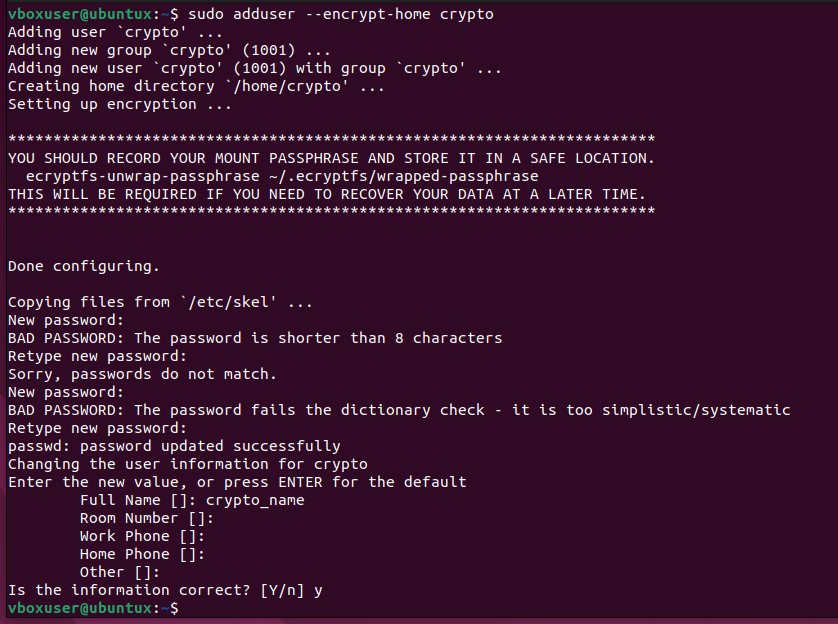 vboxuser@ubuntux:~$ sudo adduser --encrypt-home crypto
Adding user `crypto' ...
Adding new group `crypto' (1001) ...
Adding new user `crypto' (1001) with group `crypto' ...
Creating home directory `/home/crypto' ...
Setting up encryption ...
************************************************************************
YOU SHOULD RECORD YOUR MOUNT PASSPHRASE AND STORE IT IN A SAFE LOCATION.
  ecryptfs-unwrap-passphrase ~/.ecryptfs/wrapped-passphrase
THIS WILL BE REQUIRED IF YOU NEED TO RECOVER YOUR DATA AT A LATER TIME.
************************************************************************
Done configuring.
Copying files from `/etc/skel' ...
New password:
BAD PASSWORD: The password is shorter than 8 characters
Retype new password:
Sorry, passwords do not match.
New password:
BAD PASSWORD: The password fails the dictionary check - it is too simplistic/systematic
Retype new password:
passwd: password updated successfully
Changing the user information for crypto
Enter the new value, or press ENTER for the default
        Full Name []: crypto_name
        Room Number []:
        Work Phone []:
        Home Phone []:
        Other []:
Is the information correct? [Y/n] y
vboxuser@ubuntux:~$